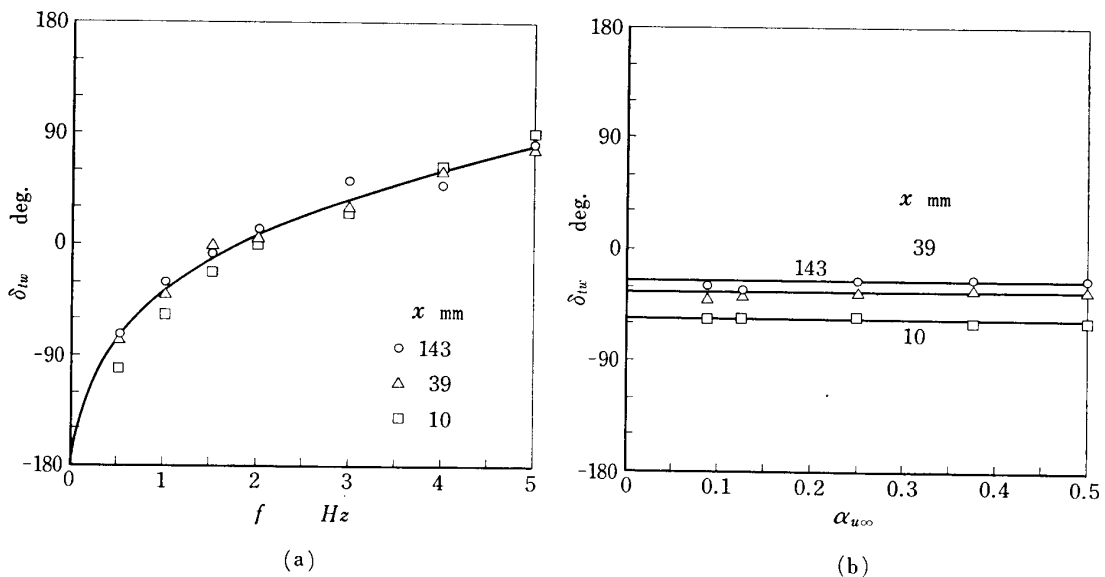 180
90
0
-90
-180
δtw deg.
0 1 2 3 4 5
f Hz
x mm
○ 143
△ 39
□ 10
(a)
180
90
0
-90
-180
δtw deg.
0 0.1 0.2 0.3 0.4 0.5
αu∞
x mm
39
143
10
(b)